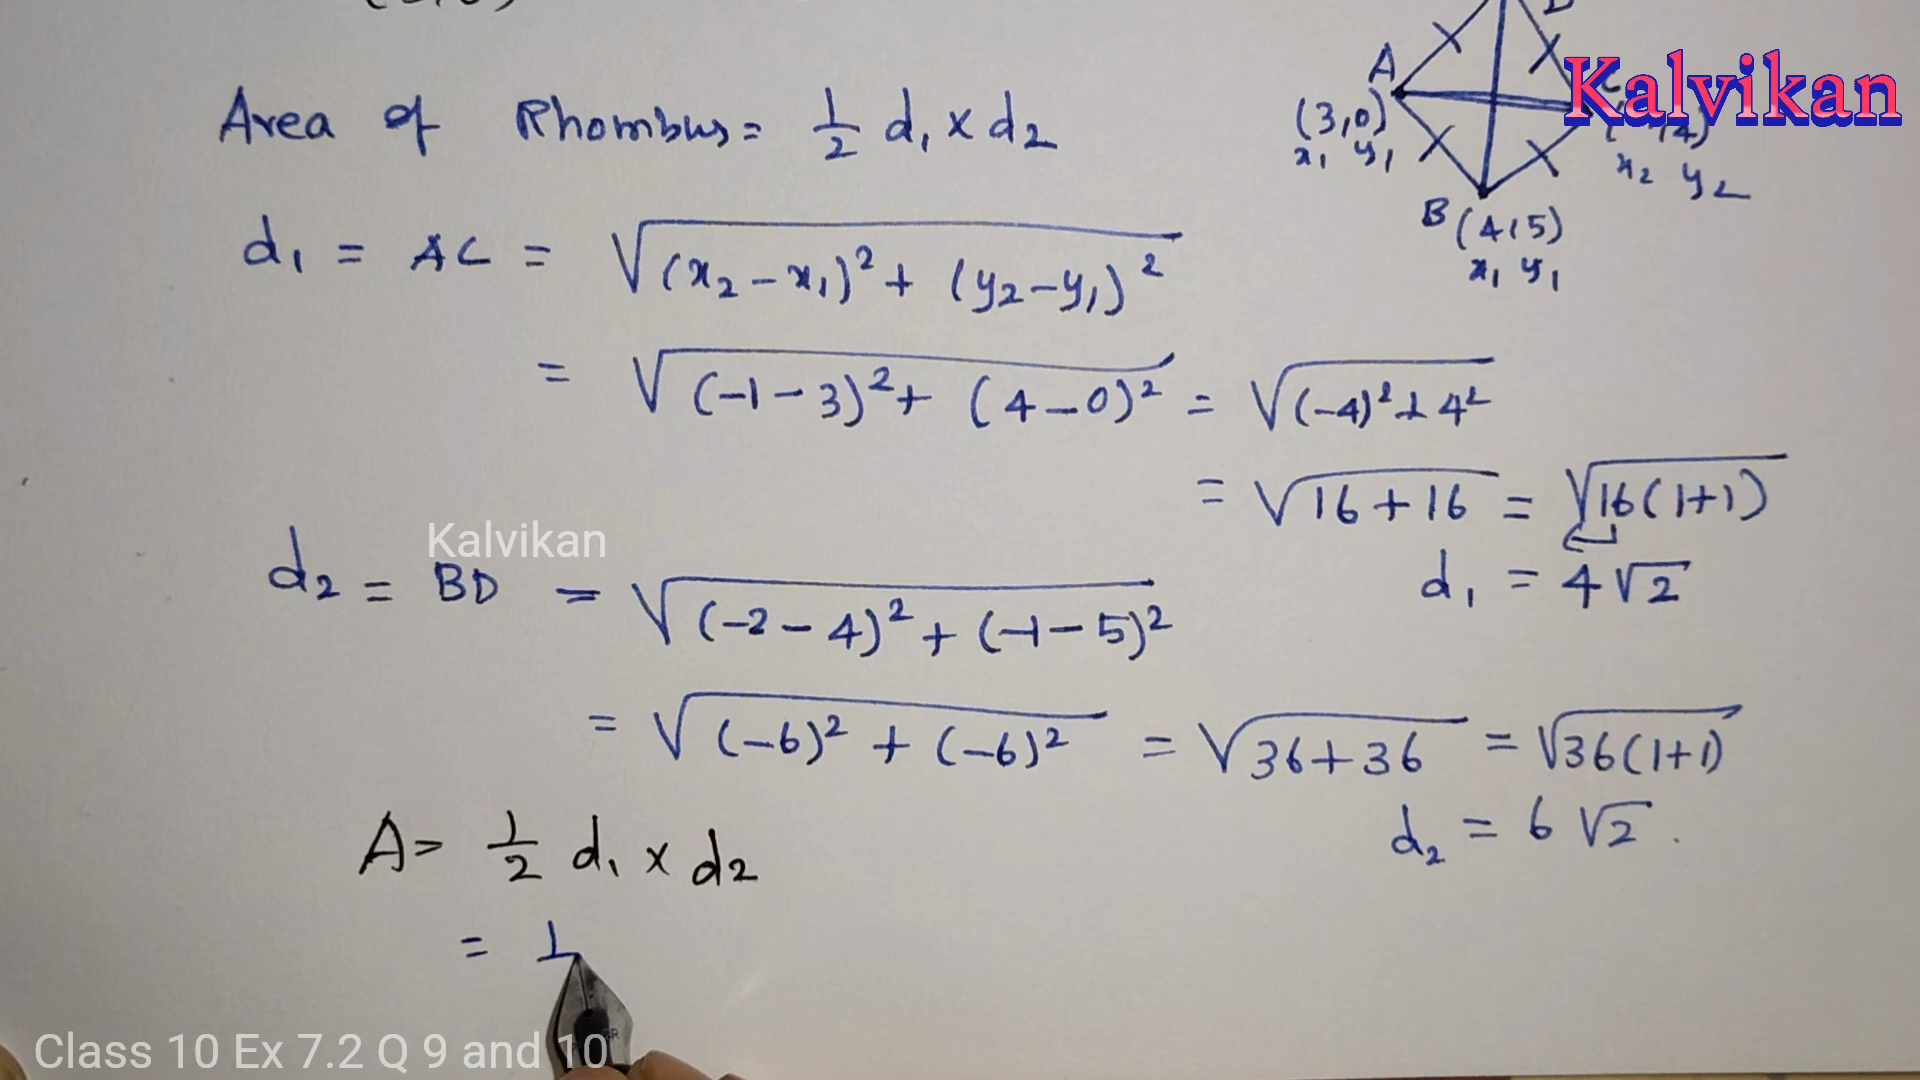 Area of Rhombus = 1/2 d₁ × d₂
A
Kalvikan
(3,0)
x₁ y₁
x₂ y₂
B (4,5)
x₁ y₁
d₁ = AC = √((x₂-x₁)² + (y₂-y₁)²)
= √((-1-3)² + (4-0)²) = √((-4)² + 4²)
= √(16+16) = √(16(1+1))
d₁ = 4√2
Kalvikan
d₂ = BD = √((-2-4)² + (-1-5)²)
= √((-6)² + (-6)²) = √(36+36) = √(36(1+1))
d₂ = 6√2.
A = 1/2 d₁ × d₂
= 1
Class 10 Ex 7.2 Q 9 and 10